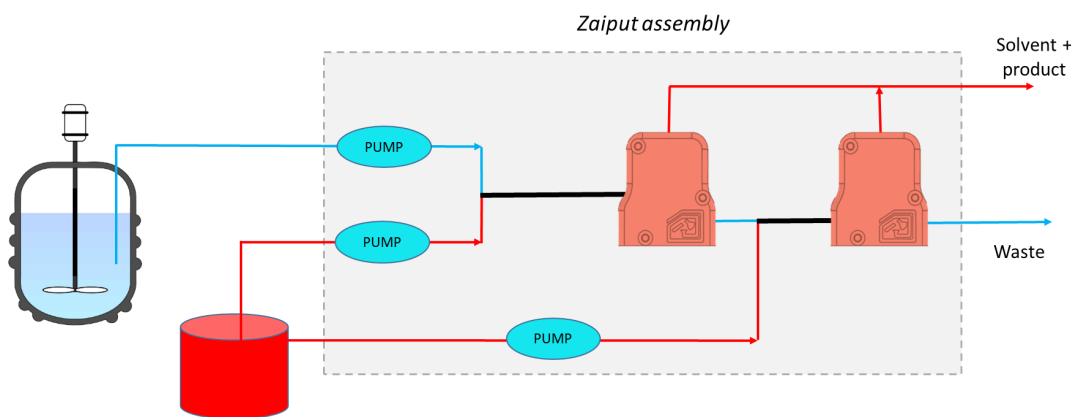 Zaiput assembly
Solvent +
product
PUMP
PUMP
Waste
PUMP